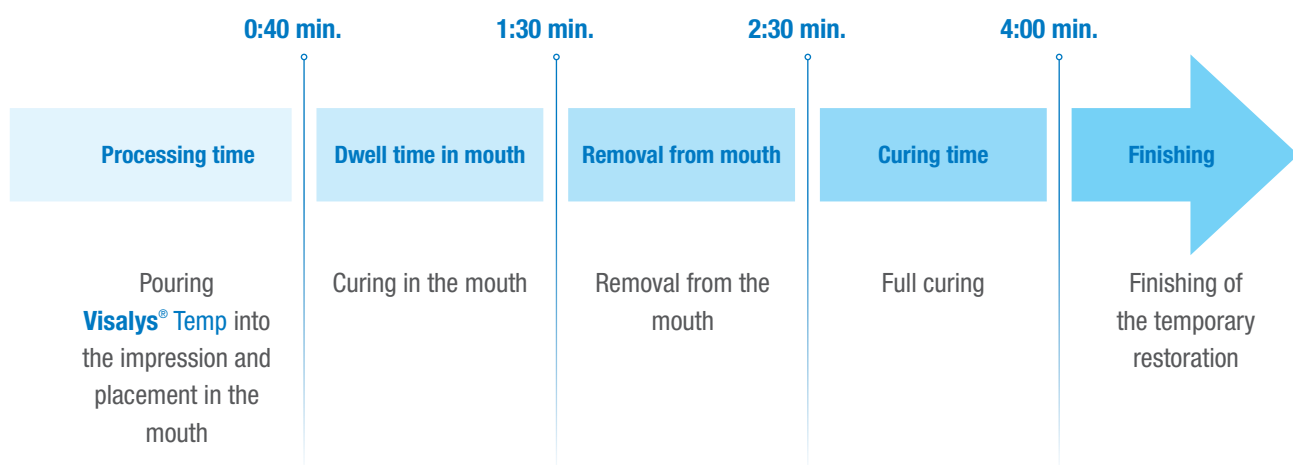 0:40 min.
1:30 min.
2:30 min.
4:00 min.
Processing time
Dwell time in mouth
Removal from mouth
Curing time
Finishing
Pouring
Visalys® Temp into
the impression and
placement in the
mouth
Curing in the mouth
Removal from the
mouth
Full curing
Finishing of
the temporary
restoration